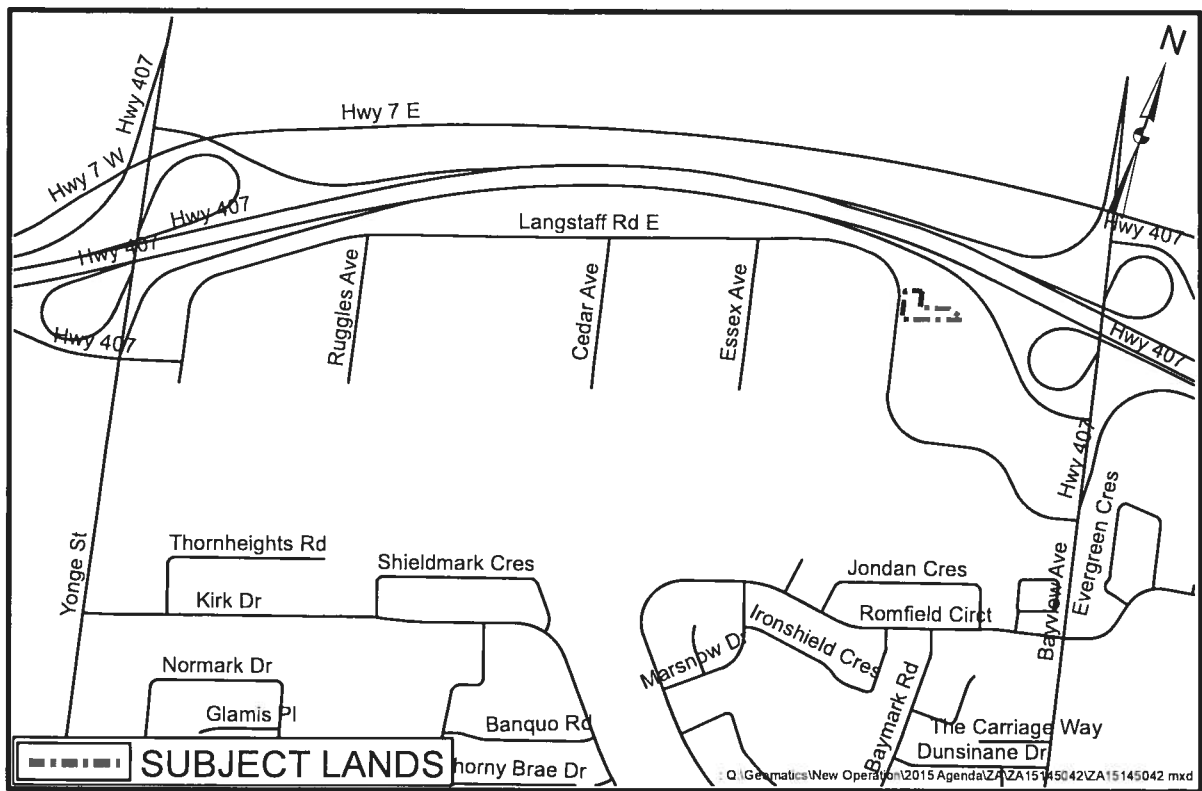 N
Hwy 407
Hwy 7 E
Hwy 7 W
Hwy 407
Hwy 407
Langstaff Rd E
Hwy 407
Hwy 407
Hwy 407
Ruggles Ave
Cedar Ave
Essex Ave
Hwy 407
Yonge St
Thornheights Rd
Shieldmark Cres
Kirk Dr
Jondan Cres
Romfield Circt
Evergreen Cres
Bayview Ave
Ironshield Cres
Marsnow Dr
Normark Dr
Glamis Pl
Banquo Rd
Baymark Rd
The Carriage Way
Dunsinane Dr
SUBJECT LANDS
horny Brae Dr
Q:\Geomatics\New Operation\2015 Agenda\ZA\ZA15145042\ZA15145042 mxd